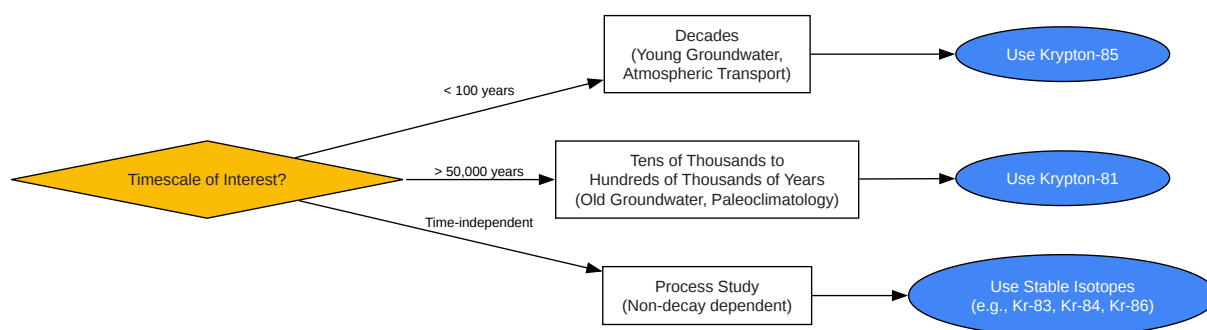 Timescale of Interest?
< 100 years
Decades
(Young Groundwater,
Atmospheric Transport)
Use Krypton-85
> 50,000 years
Tens of Thousands to
Hundreds of Thousands of Years
(Old Groundwater, Paleoclimatology)
Use Krypton-81
Time-independent
Process Study
(Non-decay dependent)
Use Stable Isotopes
(e.g., Kr-83, Kr-84, Kr-86)